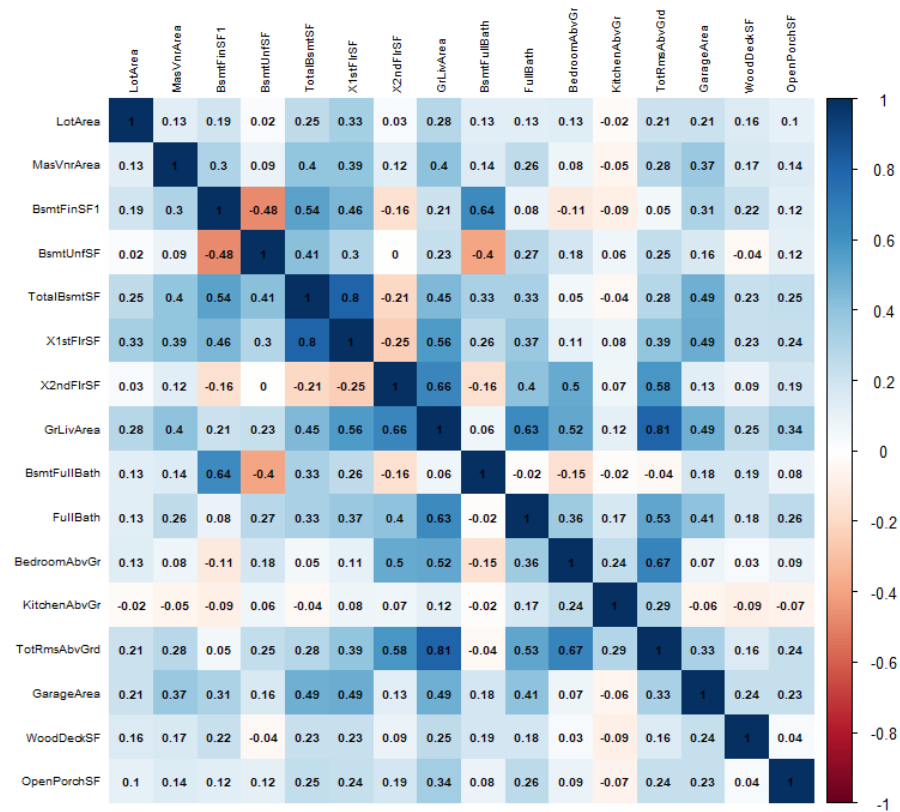 LotArea MasVnrArea BsmtFinSF1 BsmtUnfSF TotalBsmtSF X1stFlrSF X2ndFlrSF GrLivArea BsmtFullBath FullBath BedroomAbvGr KitchenAbvGr TotRmsAbvGrd GarageArea WoodDeckSF OpenPorchSF
LotArea 1 0.13 0.19 0.02 0.25 0.33 0.03 0.28 0.13 0.13 0.13 -0.02 0.21 0.21 0.16 0.1
MasVnrArea 0.13 1 0.3 0.09 0.4 0.39 0.12 0.4 0.14 0.26 0.08 -0.05 0.28 0.37 0.17 0.14
BsmtFinSF1 0.19 0.3 1 -0.48 0.54 0.46 -0.16 0.21 0.64 0.08 -0.11 -0.09 0.05 0.31 0.22 0.12
BsmtUnfSF 0.02 0.09 -0.48 1 0.41 0.3 0 0.23 -0.4 0.27 0.18 0.06 0.25 0.16 -0.04 0.12
TotalBsmtSF 0.25 0.4 0.54 0.41 1 0.8 -0.21 0.45 0.33 0.33 0.05 -0.04 0.28 0.49 0.23 0.25
X1stFlrSF 0.33 0.39 0.46 0.3 0.8 1 -0.25 0.56 0.26 0.37 0.11 0.08 0.39 0.49 0.23 0.24
X2ndFlrSF 0.03 0.12 -0.16 0 -0.21 -0.25 1 0.66 -0.16 0.4 0.5 0.07 0.58 0.13 0.09 0.19
GrLivArea 0.28 0.4 0.21 0.23 0.45 0.56 0.66 1 0.06 0.63 0.52 0.12 0.81 0.49 0.25 0.34
BsmtFullBath 0.13 0.14 0.64 -0.4 0.33 0.26 -0.16 0.06 1 -0.02 -0.15 -0.02 -0.04 0.18 0.19 0.08
FullBath 0.13 0.26 0.08 0.27 0.33 0.37 0.4 0.63 -0.02 1 0.36 0.17 0.53 0.41 0.18 0.26
BedroomAbvGr 0.13 0.08 -0.11 0.18 0.05 0.11 0.5 0.52 -0.15 0.36 1 0.24 0.67 0.07 0.03 0.09
KitchenAbvGr -0.02 -0.05 -0.09 0.06 -0.04 0.08 0.07 0.12 -0.02 0.17 0.24 1 0.29 -0.06 -0.09 -0.07
TotRmsAbvGrd 0.21 0.28 0.05 0.25 0.28 0.39 0.58 0.81 -0.04 0.53 0.67 0.29 1 0.33 0.16 0.24
GarageArea 0.21 0.37 0.31 0.16 0.49 0.49 0.13 0.49 0.18 0.41 0.07 -0.06 0.33 1 0.24 0.23
WoodDeckSF 0.16 0.17 0.22 -0.04 0.23 0.23 0.09 0.25 0.19 0.18 0.03 -0.09 0.16 0.24 1 0.04
OpenPorchSF 0.1 0.14 0.12 0.12 0.25 0.24 0.19 0.34 0.08 0.26 0.09 -0.07 0.24 0.23 0.04 1
1
0.8
0.6
0.4
0.2
0
-0.2
-0.4
-0.6
-0.8
-1